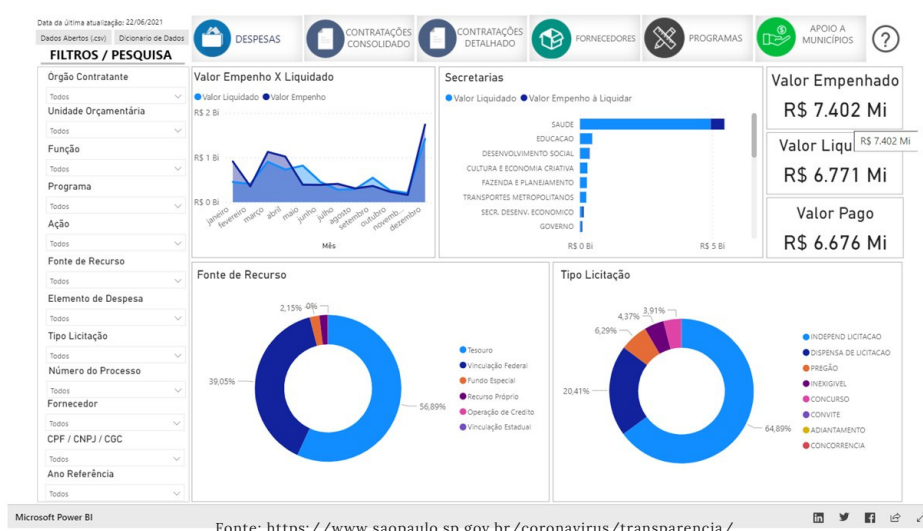 Data da última atualização: 22/06/2021
Dados Abertos (.csv) Dicionario de Dados
FILTROS / PESQUISA
DESPESAS
CONTRATAÇÕES
CONSOLIDADO
CONTRATAÇÕES
DETALHADO
FORNECEDORES
PROGRAMAS
APOIO A
MUNICÍPIOS
?
Órgão Contratante
Todos
Unidade Orçamentária
Todos
Função
Todos
Programa
Todos
Ação
Todos
Fonte de Recurso
Todos
Elemento de Despesa
Todos
Tipo Licitação
Todos
Número do Processo
Todos
Fornecedor
Todos
CPF / CNPJ / CGC
Todos
Ano Referência
Todos
Valor Empenho X Liquidado
Valor Liquidado Valor Empenho
R$ 2 Bi
R$ 1 Bi
R$ 0 Bi
janeiro
fevereiro
março
abril
maio
junho
julho
agosto
setembro
outubro
novemb...
dezembro
Mês
Secretarias
Valor Liquidado Valor Empenho à Liquidar
SAUDE
EDUCACAO
DESENVOLVIMENTO SOCIAL
CULTURA E ECONOMIA CRIATIVA
FAZENDA E PLANEJAMENTO
TRANSPORTES METROPOLITANOS
SECR. DESENV. ECONOMICO
GOVERNO
R$ 0 Bi R$ 5 Bi
Valor Empenhado
R$ 7.402 Mi
Valor Liqu
R$ 7.402 Mi
R$ 6.771 Mi
Valor Pago
R$ 6.676 Mi
Fonte de Recurso
2,15%
0%
39,05%
56,89%
Tesouro
Vinculação Federal
Fundo Especial
Recurso Próprio
Operação de Credito
Vinculação Estadual
Tipo Licitação
3,91%
4,37%
6,29%
20,41%
64,89%
INDEPEND LICITACAO
DISPENSA DE LICITACAO
PREGÃO
INEXIGIVEL
CONCURSO
CONVITE
ADIANTAMENTO
CONCORRENCIA
Microsoft Power BI
Fonte: https://www.saopaulo.sp.gov.br/coronavirus/transparencia/